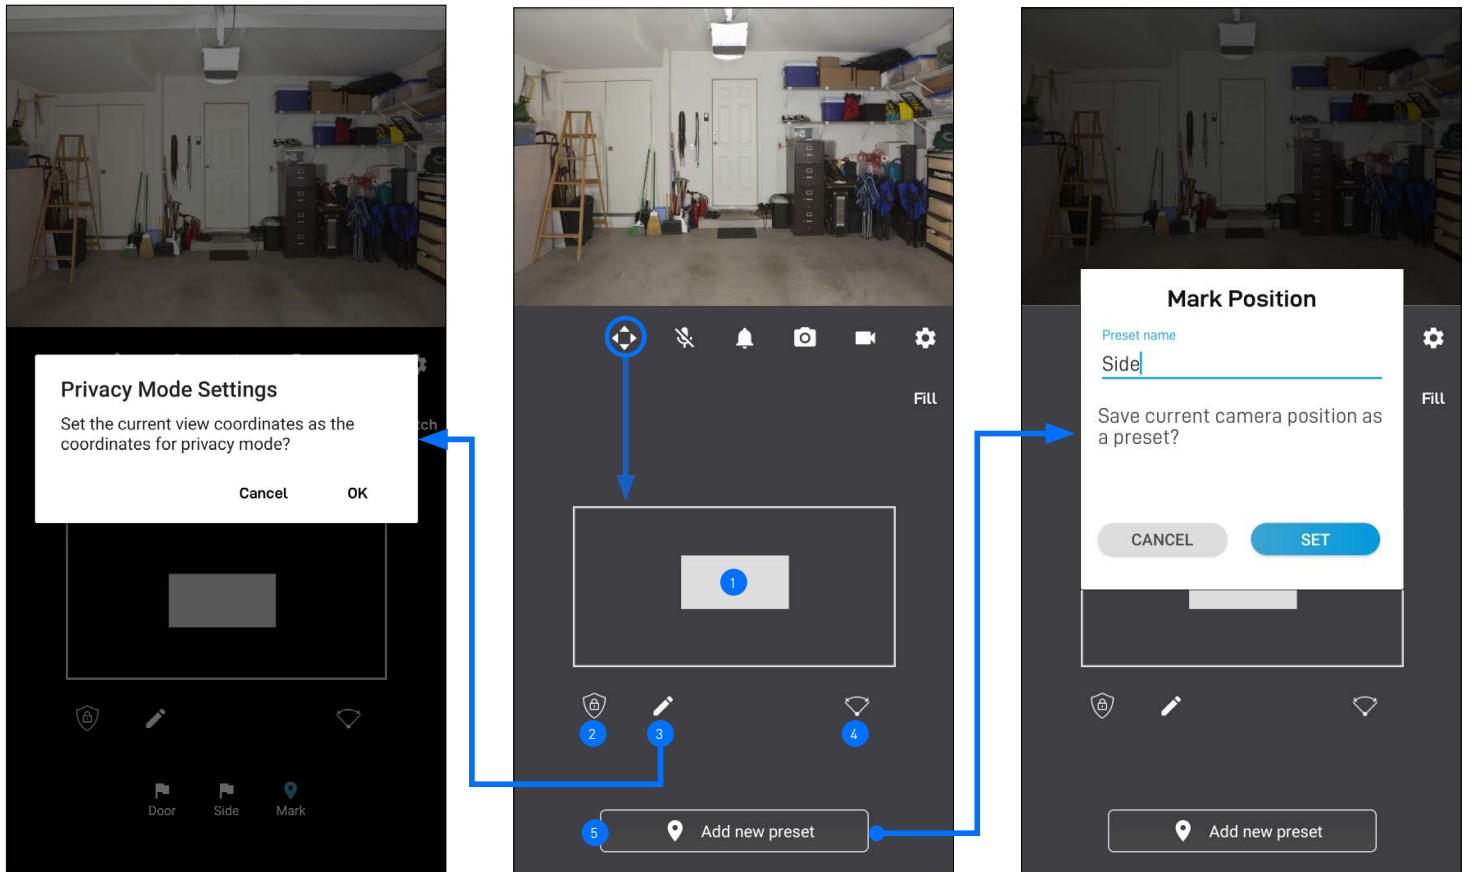 Privacy Mode Settings
Set the current view coordinates as the
coordinates for privacy mode?
tch
Cancel OK
Door Side Mark
Fill
1
2 3 4
5 Add new preset
Mark Position
Preset name
Side
Fill
Save current camera position as
a preset?
CANCEL SET
Add new preset